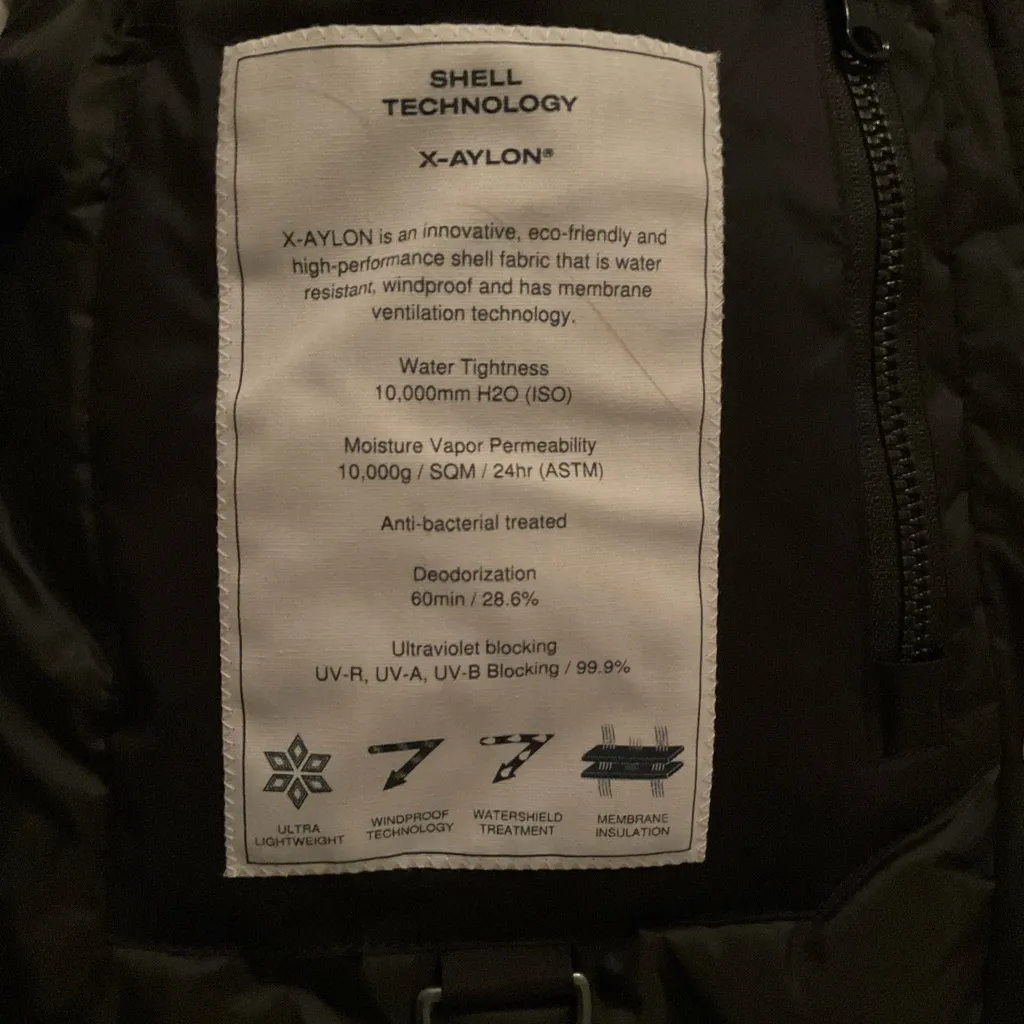 SHELL
TECHNOLOGY
X-AYLON®
X-AYLON is an innovative, eco-friendly and
high-performance shell fabric that is water
resistant, windproof and has membrane
ventilation technology.
Water Tightness
10,000mm H2O (ISO)
Moisture Vapor Permeability
10,000g / SQM / 24hr (ASTM)
Anti-bacterial treated
Deodorization
60min / 28.6%
Ultraviolet blocking
UV-R, UV-A, UV-B Blocking / 99.9%
ULTRA
LIGHTWEIGHT
WINDPROOF
TECHNOLOGY
WATERSHIELD
TREATMENT
MEMBRANE
INSULATION